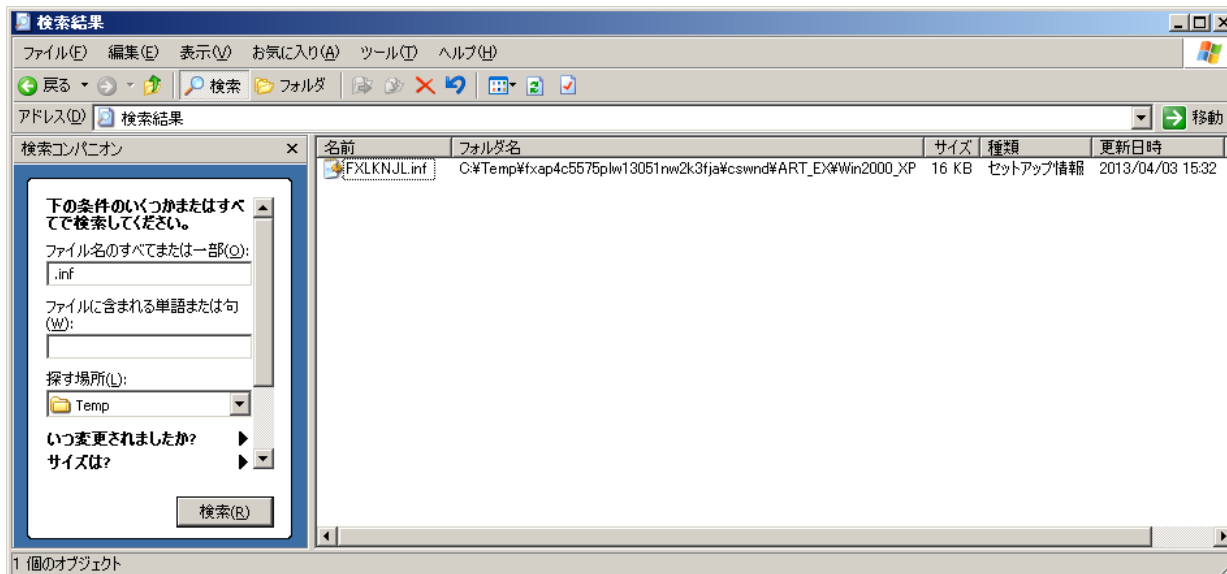 検索結果
ファイル(F) 編集(E) 表示(V) お気に入り(A) ツール(T) ヘルプ(H)
戻る 検索 フォルダ
アドレス(D) 検索結果 移動
検索コンパニオン
下の条件のいくつかまたはすべ
てで検索してください。
ファイル名のすべてまたは一部(O):
.inf
ファイルに含まれる単語または句
(W):
探す場所(L):
Temp
いつ変更されましたか?
サイズは?
検索(R)
名前 フォルダ名 サイズ 種類 更新日時
FXLKNJL.inf C:¥Temp¥fxap4c5575plw13051nw2k3fja¥cswnd¥ART_EX¥Win2000_XP 16 KB セットアップ情報 2013/04/03 15:32
1 個のオブジェクト